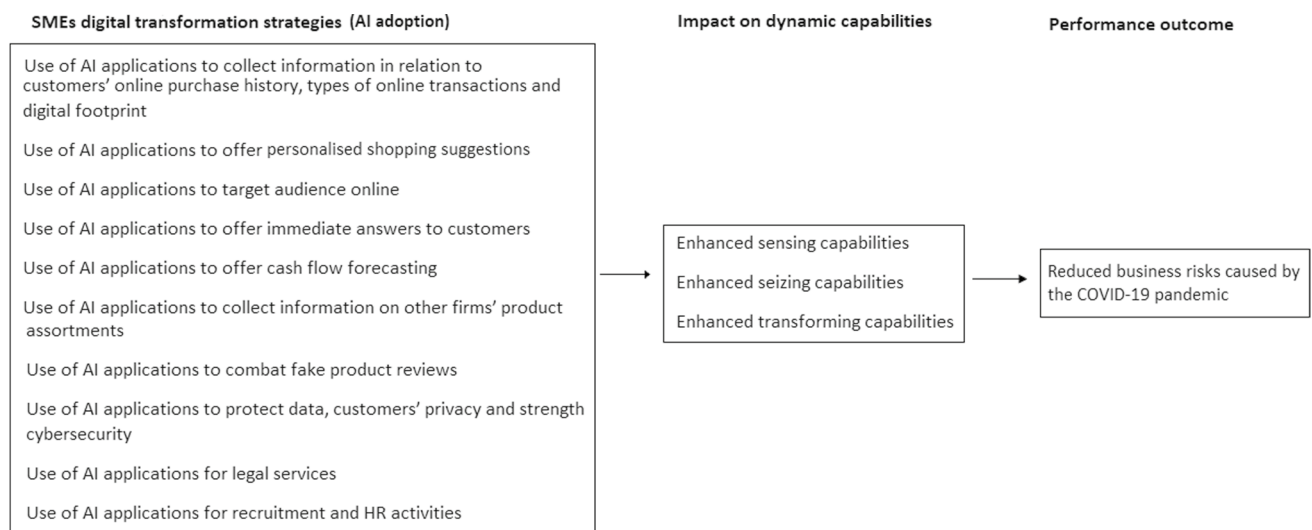 SMEs digital transformation strategies (AI adoption)
Impact on dynamic capabilities
Performance outcome
Use of AI applications to collect information in relation to
customers’ online purchase history, types of online transactions and
digital footprint
Use of AI applications to offer personalised shopping suggestions
Use of AI applications to target audience online
Use of AI applications to offer immediate answers to customers
Use of AI applications to offer cash flow forecasting
Use of AI applications to collect information on other firms’ product
assortments
Use of AI applications to combat fake product reviews
Use of AI applications to protect data, customers’ privacy and strength
cybersecurity
Use of AI applications for legal services
Use of AI applications for recruitment and HR activities
Enhanced sensing capabilities
Enhanced seizing capabilities
Enhanced transforming capabilities
Reduced business risks caused by
the COVID-19 pandemic